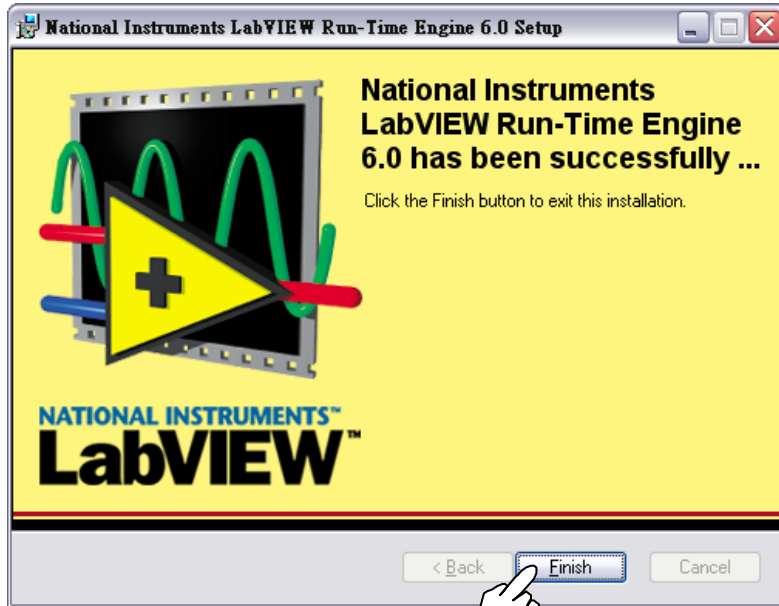 National Instruments LabVIEW Run-Time Engine 6.0 Setup
National Instruments
LabVIEW Run-Time Engine
6.0 has been successfully ...
Click the Finish button to exit this installation.
NATIONAL INSTRUMENTS™
LabVIEW™
< Back Finish Cancel